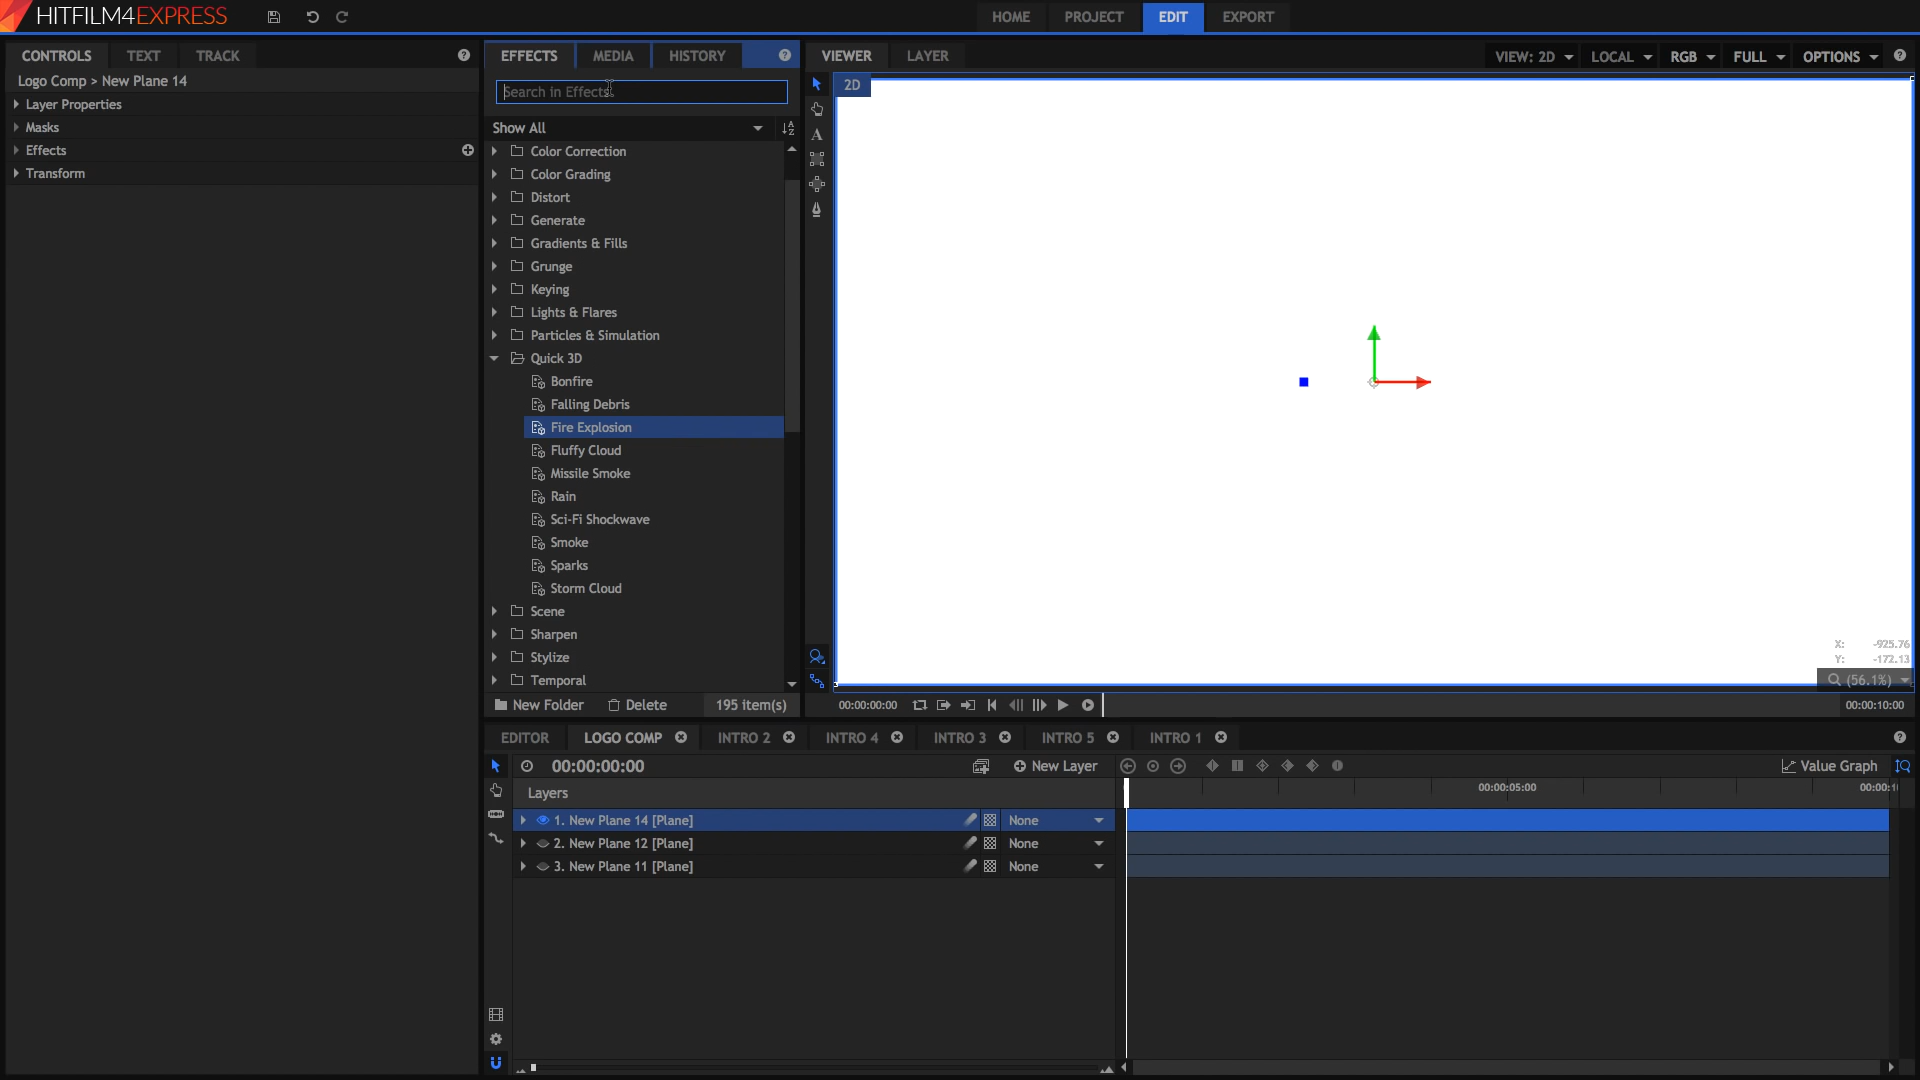 HITFILM4EXPRESS
HOME PROJECT EDIT EXPORT
CONTROLS TEXT TRACK
Logo Comp > New Plane 14
Layer Properties
Masks
Effects
Transform
EFFECTS MEDIA HISTORY
Search in Effects
Show All
Color Correction
Color Grading
Distort
Generate
Gradients & Fills
Grunge
Keying
Lights & Flares
Particles & Simulation
Quick 3D
Bonfire
Falling Debris
Fire Explosion
Fluffy Cloud
Missile Smoke
Rain
Sci-Fi Shockwave
Smoke
Sparks
Storm Cloud
Scene
Sharpen
Stylize
Temporal
New Folder Delete 195 item(s)
VIEWER LAYER VIEW: 2D LOCAL RGB FULL OPTIONS
2D
X: -925.76
Y: -172.13
(56.1%)
00:00:00:00 00:00:10:00
EDITOR LOGO COMP INTRO 2 INTRO 4 INTRO 3 INTRO 5 INTRO 1
00:00:00:00 New Layer Value Graph
Layers 00:00:05:00
1. New Plane 14 [Plane] None
2. New Plane 12 [Plane] None
3. New Plane 11 [Plane] None